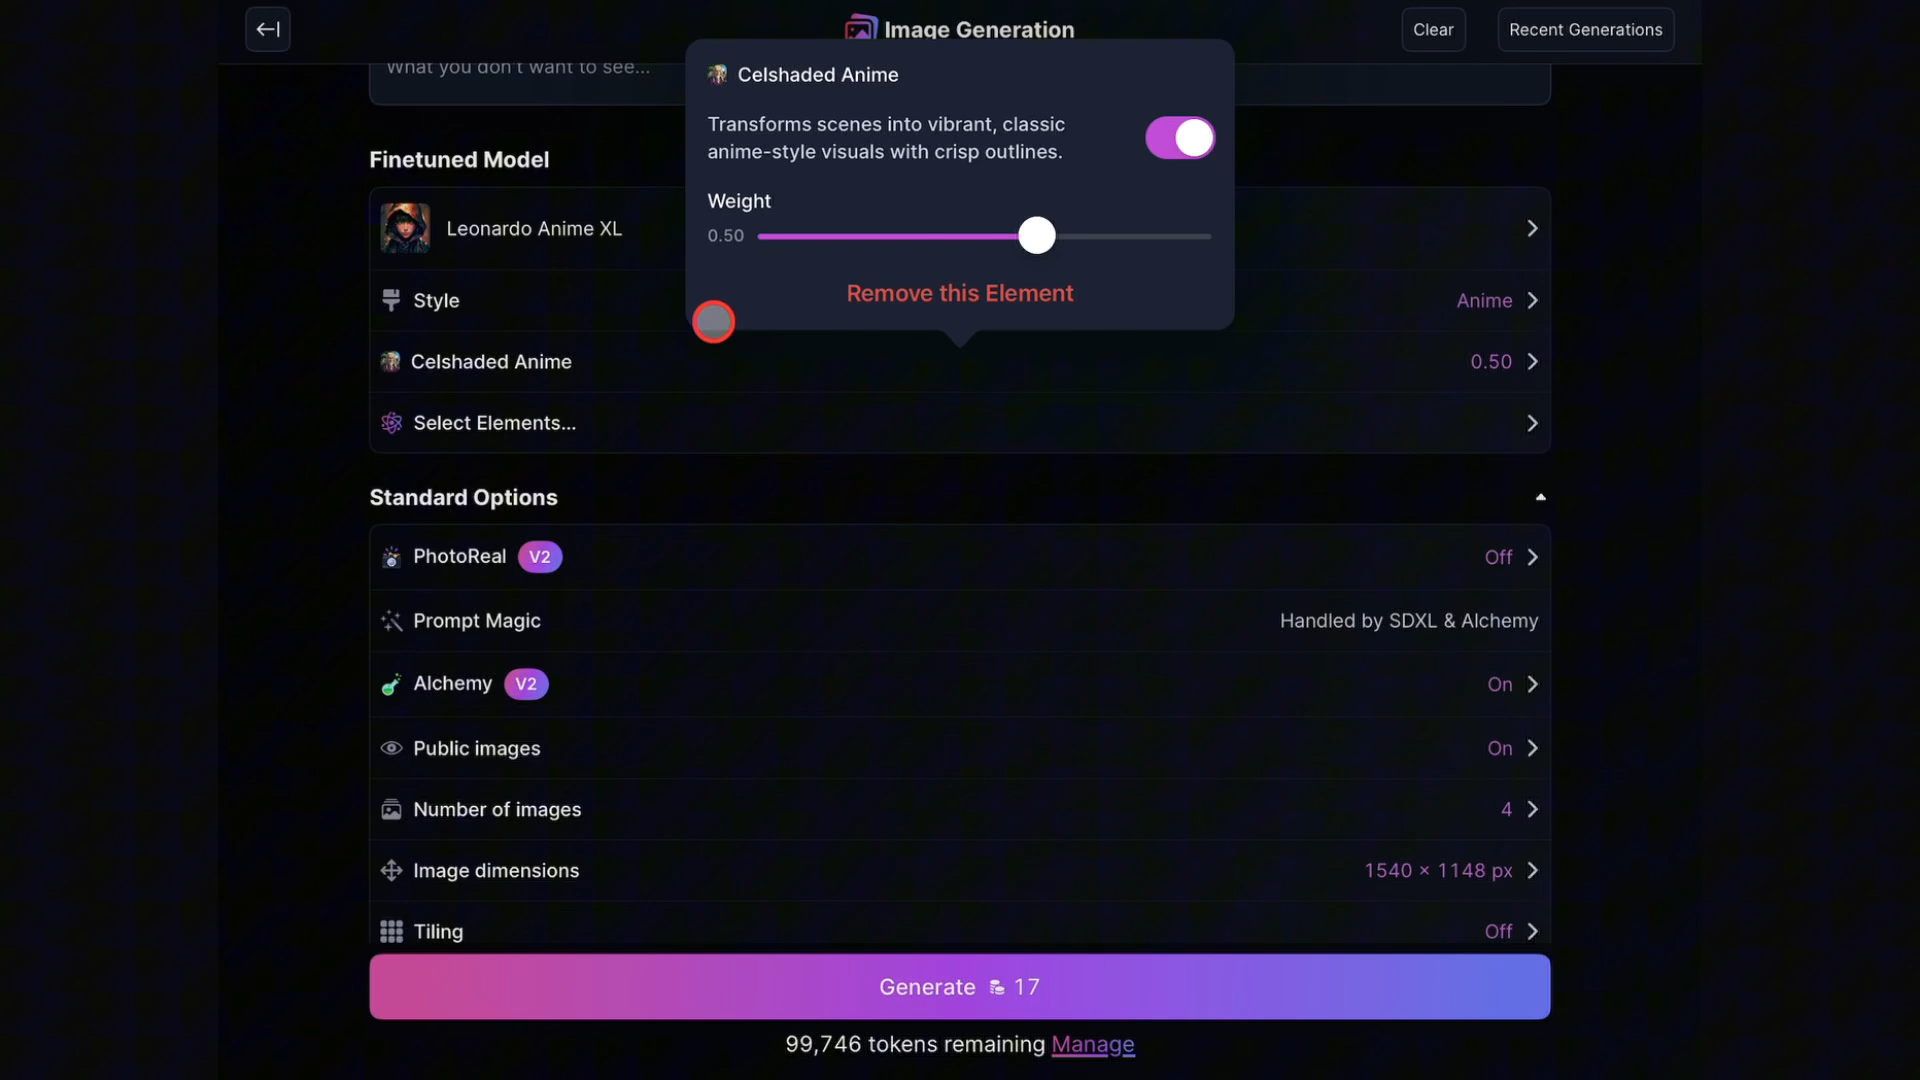 Image Generation
Clear
Recent Generations
What you don't want to see...
Celshaded Anime
Transforms scenes into vibrant, classic
anime-style visuals with crisp outlines.
Weight
0.50
Remove this Element
Finetuned Model
Leonardo Anime XL
Style
Anime
Celshaded Anime
0.50
Select Elements...
Standard Options
PhotoReal V2
Off
Prompt Magic
Handled by SDXL & Alchemy
Alchemy V2
On
Public images
On
Number of images
4
Image dimensions
1540 × 1148 px
Tiling
Off
Generate 17
99,746 tokens remaining Manage